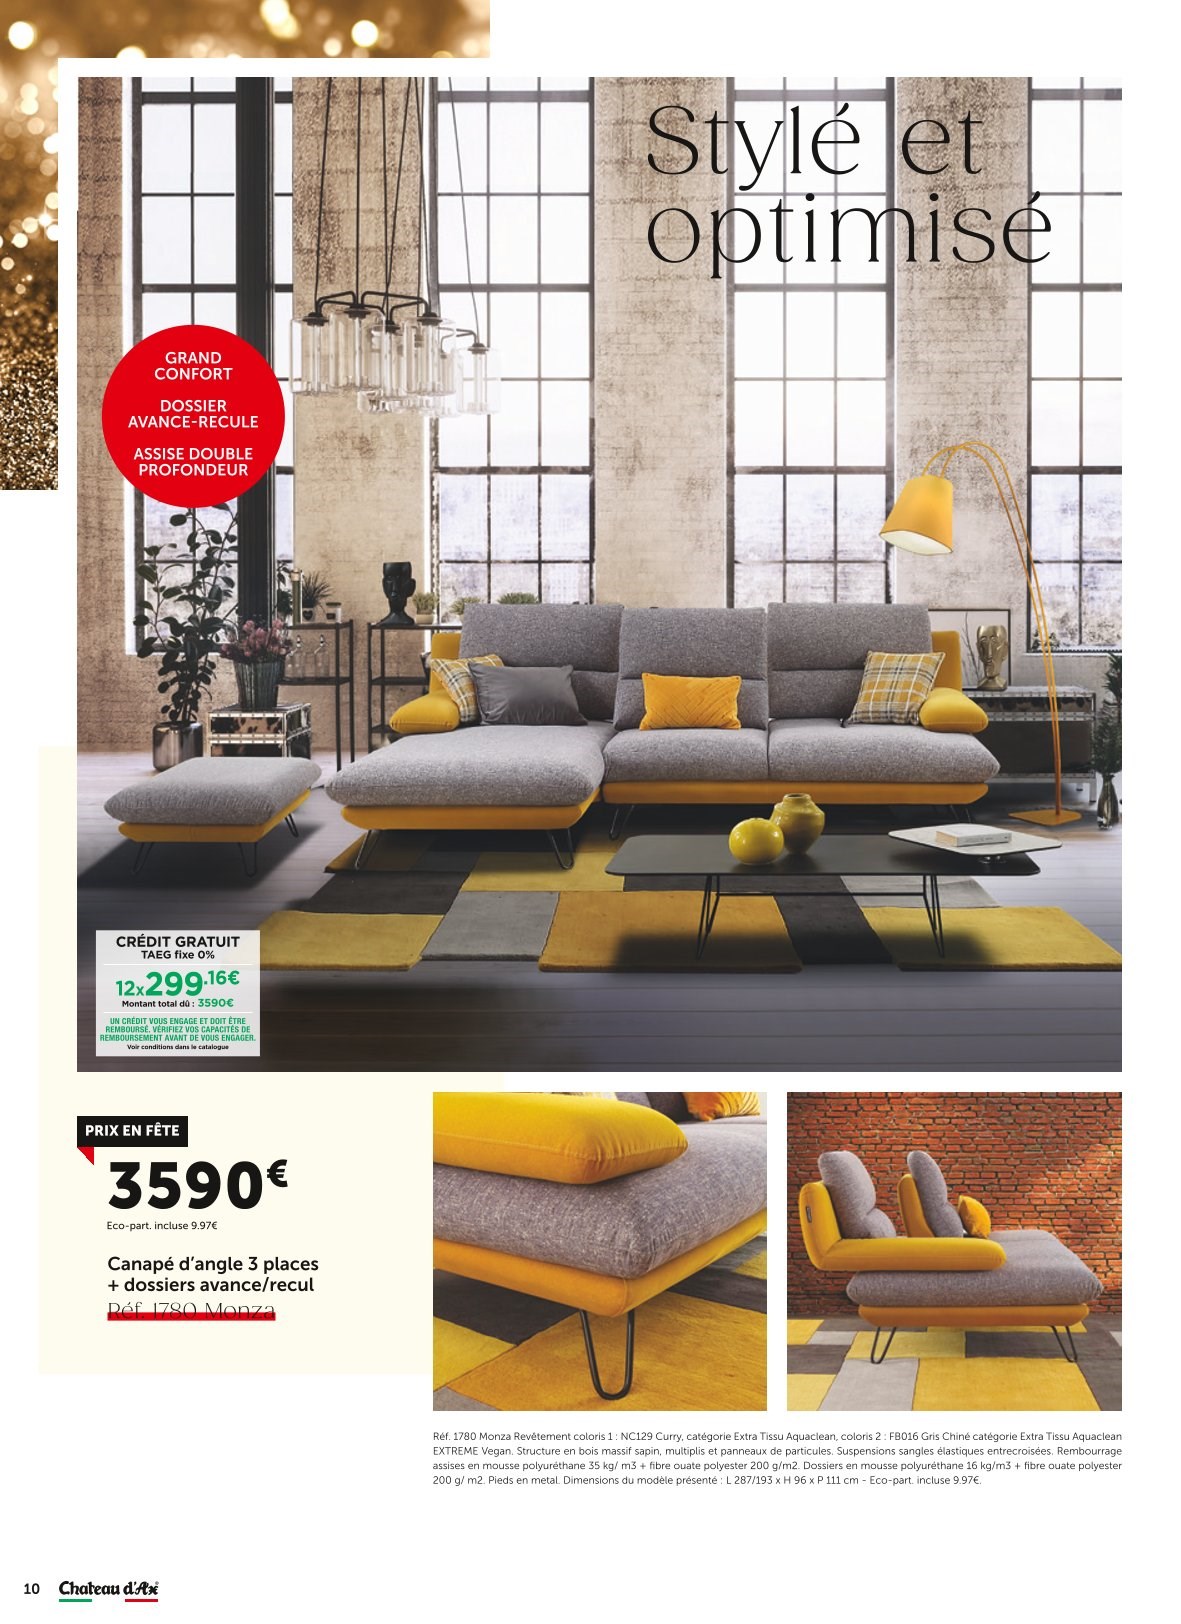 Stylé et
optimisé
GRAND
CONFORT
DOSSIER
AVANCE-RECULE
ASSISE DOUBLE
PROFONDEUR
CRÉDIT GRATUIT
TAEG fixe 0%
12x299.16€
Montant total dû : 3590€
UN CRÉDIT VOUS ENGAGE ET DOIT ÊTRE
REMBOURSÉ. VÉRIFIEZ VOS CAPACITÉS DE
REMBOURSEMENT AVANT DE VOUS ENGAGER.
Voir conditions dans le catalogue
PRIX EN FÊTE
3590€
Eco-part. incluse 9.97€
Canapé d’angle 3 places
+ dossiers avance/recul
Réf. 1780 Monza
Réf. 1780 Monza Revêtement coloris 1 : NC129 Curry, catégorie Extra Tissu Aquaclean, coloris 2 : FB016 Gris Chiné catégorie Extra Tissu Aquaclean
EXTREME Vegan. Structure en bois massif sapin, multiplis et panneaux de particules. Suspensions sangles élastiques entrecroisées. Rembourrage
assises en mousse polyuréthane 35 kg/ m3 + fibre ouate polyester 200 g/m2. Dossiers en mousse polyuréthane 16 kg/m3 + fibre ouate polyester
200 g/ m2. Pieds en metal. Dimensions du modèle présenté : L 287/193 x H 96 x P 111 cm - Eco-part. incluse 9.97€.
10 Chateau d'Ax®